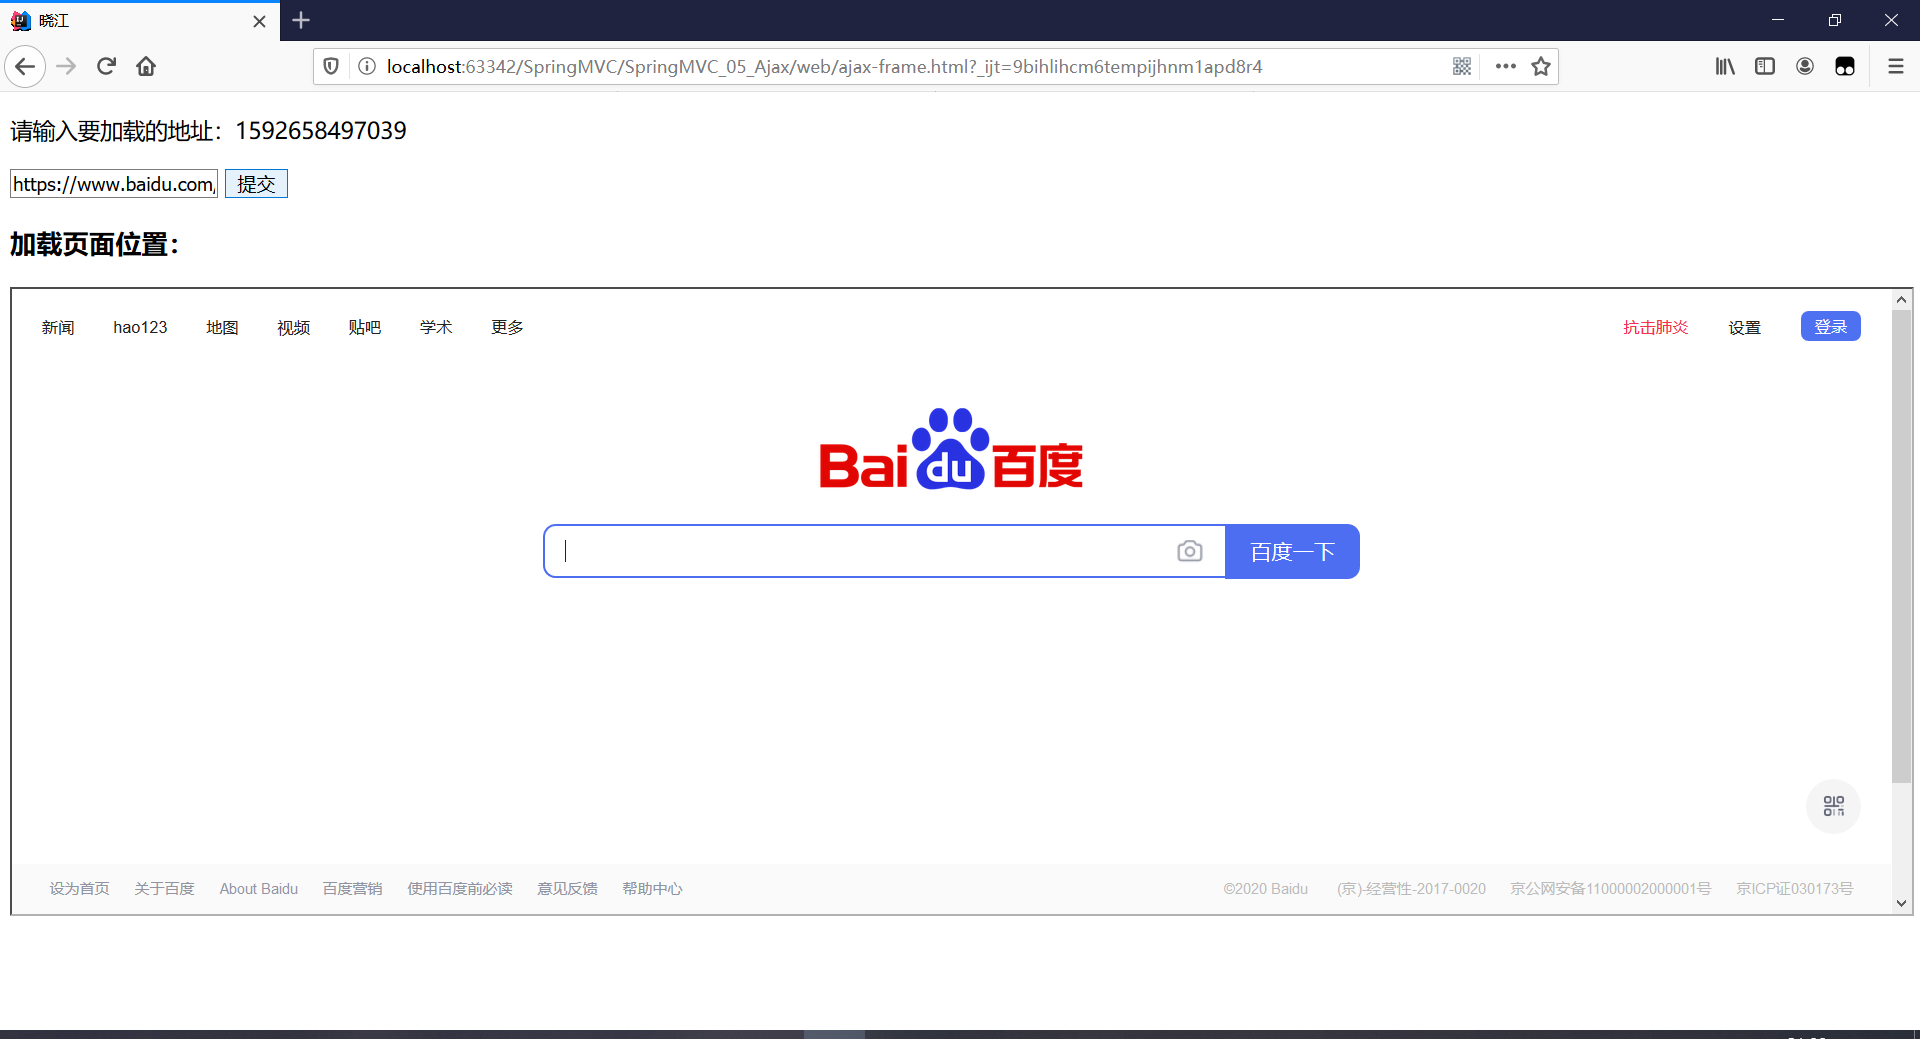 晓江
localhost:63342/SpringMVC/SpringMVC_05_Ajax/web/ajax-frame.html?_ijt=9bihlihcm6tempijhnm1apd8r4
请输入要加载的地址：1592658497039
https://www.baidu.com/ 提交
加载页面位置：
新闻 hao123 地图 视频 贴吧 学术 更多 抗击肺炎 设置 登录
Bai du 百度
百度一下
设为首页 关于百度 About Baidu 百度营销 使用百度前必读 意见反馈 帮助中心 ©2020 Baidu (京)-经营性-2017-0020 京公网安备11000002000001号 京ICP证030173号